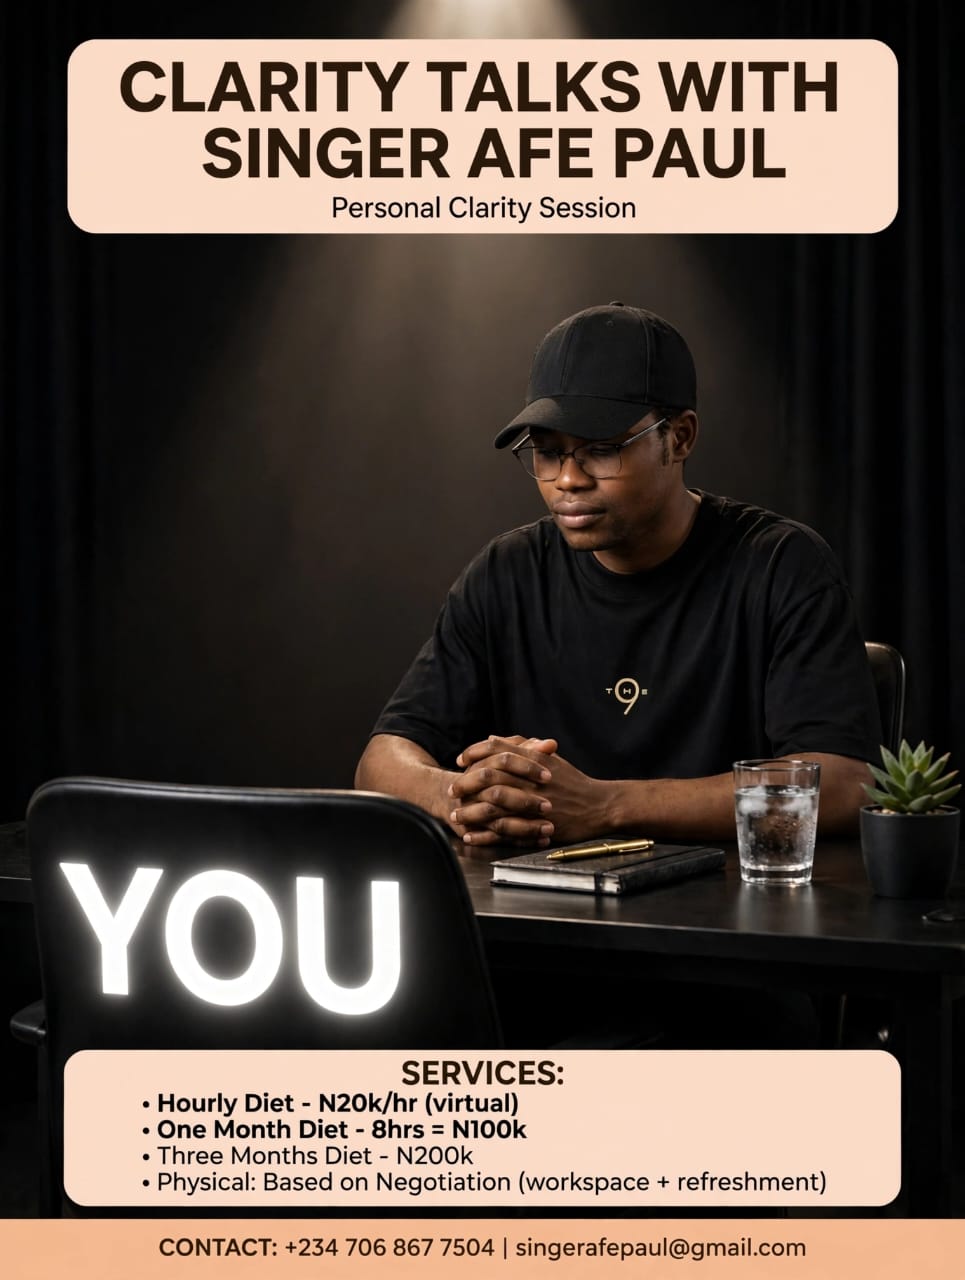 CLARITY TALKS WITH
SINGER AFE PAUL
Personal Clarity Session
THE
9
YOU
SERVICES:
• Hourly Diet - N20k/hr (virtual)
• One Month Diet - 8hrs = N100k
• Three Months Diet - N200k
• Physical: Based on Negotiation (workspace + refreshment)
CONTACT: +234 706 867 7504 | singerafepaul@gmail.com